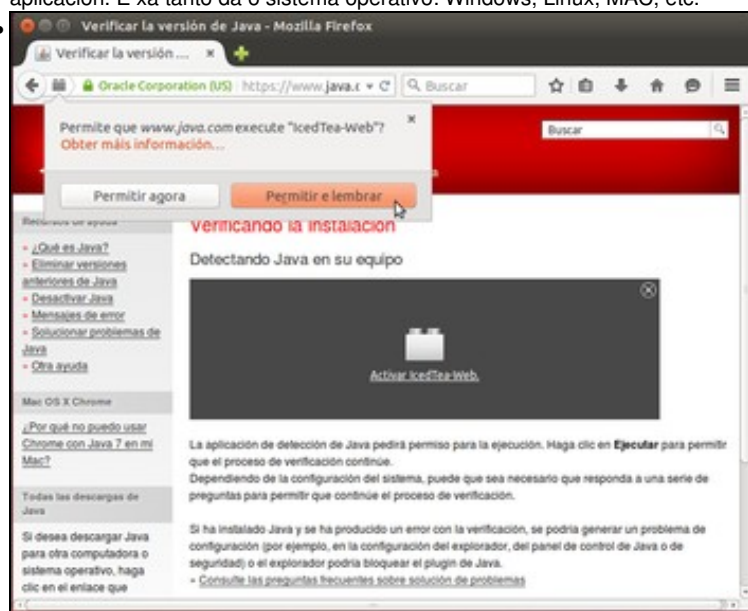 aplicación. E xa tanto da o sistema operativo: Windows, Linux, MAC, etc.
Verificar la versión de Java - Mozilla Firefox
Verificar la versión ...
Oracle Corporation (US) https://www.java.c Buscar
Permite que www.java.com execute "IcedTea-Web"?
Obter máis información...
Buscar
Permitir agora Permitir e lembrar
Recursos de ayuda
Verificando la instalación
» ¿Qué es Java?
» Eliminar versiones
anteriores de Java
» Desactivar Java
» Mensajes de error
» Solucionar problemas de
Java
» Otra ayuda
Detectando Java en su equipo
Activar IcedTea-Web.
Mac OS X Chrome
¿Por qué no puedo usar
Chrome con Java 7 en mi
Mac?
Todas las descargas de
Java
Si desea descargar Java
para otra computadora o
sistema operativo, haga
clic en el enlace que
La aplicación de detección de Java pedirá permiso para la ejecución. Haga clic en Ejecutar para permitir
que el proceso de verificación continúe.
Dependiendo de la configuración del sistema, puede que sea necesario que responda a una serie de
preguntas para permitir que continúe el proceso de verificación.
Si ha instalado Java y se ha producido un error con la verificación, se podría generar un problema de
configuración (por ejemplo, en la configuración del explorador, del panel de control de Java o de
seguridad) o el explorador podría bloquear el plugin de Java.
» Consulte las preguntas frecuentes sobre solución de problemas